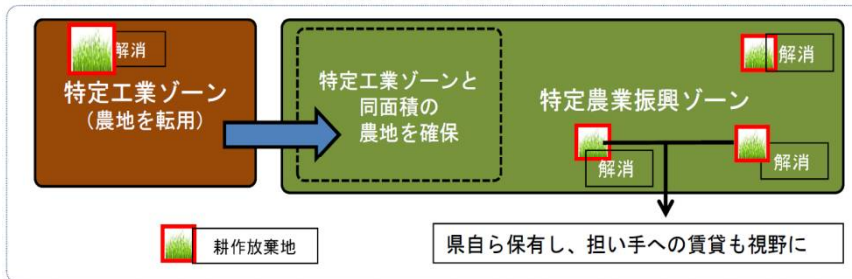 解消
特定工業ゾーン
（農地を転用）
特定工業ゾーンと
同面積の
農地を確保
解消
特定農業振興ゾーン
解消
解消
耕作放棄地
県自ら保有し、担い手への賃貸も視野に